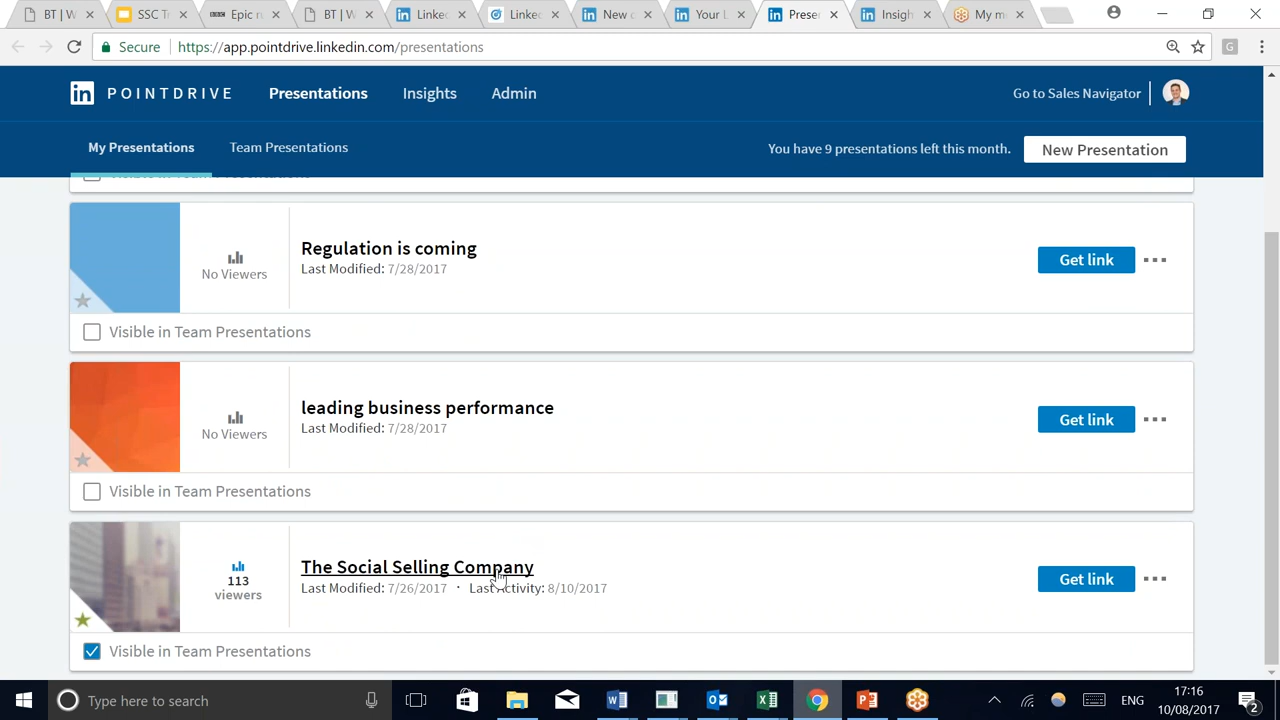 BT |
SSC T
BBC
Epic
BT | W
Linke
Linke
New
Your L
Pres
Insigh
My m
Secure
https://app.pointdrive.linkedin.com/presentations
G
in POINTDRIVE
Presentations
Insights
Admin
Go to Sales Navigator
My Presentations
Team Presentations
You have 9 presentations left this month.
New Presentation
Regulation is coming
Last Modified: 7/28/2017
No Viewers
Get link
Visible in Team Presentations
leading business performance
Last Modified: 7/28/2017
No Viewers
Get link
Visible in Team Presentations
The Social Selling Company
Last Modified: 7/26/2017 · Last Activity: 8/10/2017
113
viewers
Get link
Visible in Team Presentations
Type here to search
ENG
17:16
10/08/2017
2